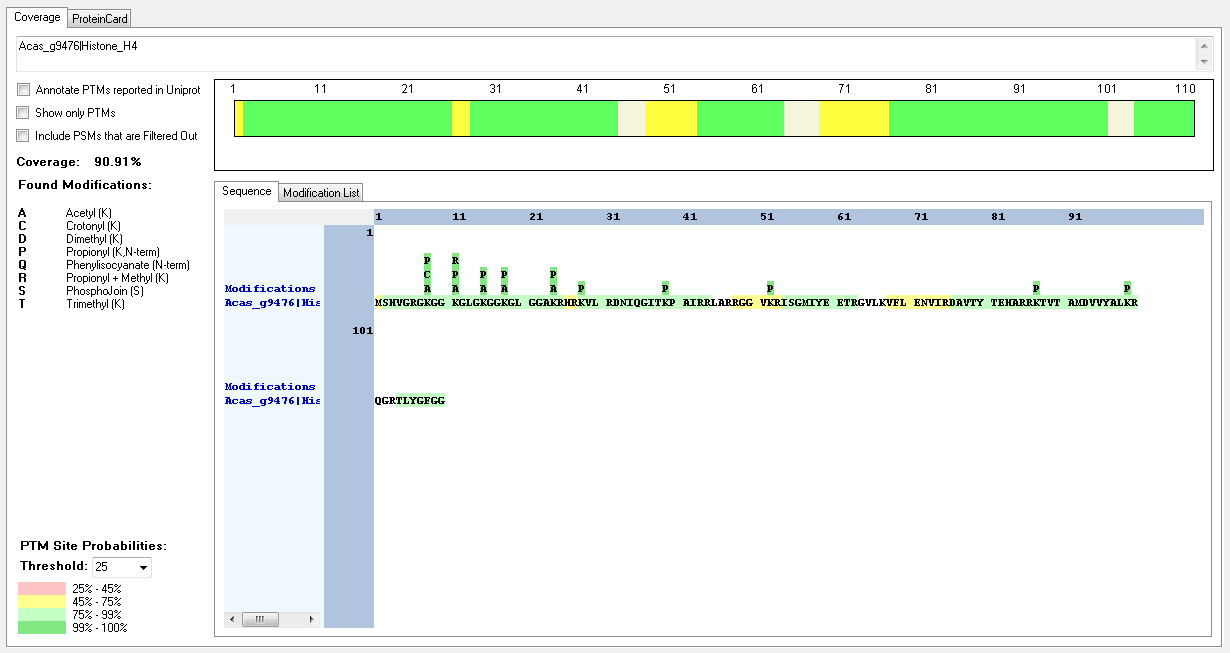 Coverage ProteinCard
Acas_g9476|Histone_H4
Annotate PTMs reported in Uniprot
Show only PTMs
Include PSMs that are Filtered Out
Coverage: 90.91%
1 11 21 31 41 51 61 71 81 91 101 110
Found Modifications:
A Acetyl (K)
C Crotonyl (K)
D Dimethyl (K)
P Propionyl (K,N-term)
Q Phenylisocyanate (N-term)
R Propionyl + Methyl (K)
S PhosphoJoin (S)
T Trimethyl (K)
Sequence Modification List
1 11 21 31 41 51 61 71 81 91
1
P R
C P P P P
Modifications A A A A A P P P P P
Acas_g9476|His MSHVGRGKGG KGLGKGGKGL GGAKRHRKVL RDNIQGITKP AIRRLARRGG VKRISGMIYE ETRGVLKVFL ENVIRDAVTY TEHARRKTVT AMDVVYALKR
101
Modifications
Acas_g9476|His QGRTLYGFGG
PTM Site Probabilities:
Threshold: 25
25% - 45%
45% - 75%
75% - 99%
99% - 100%